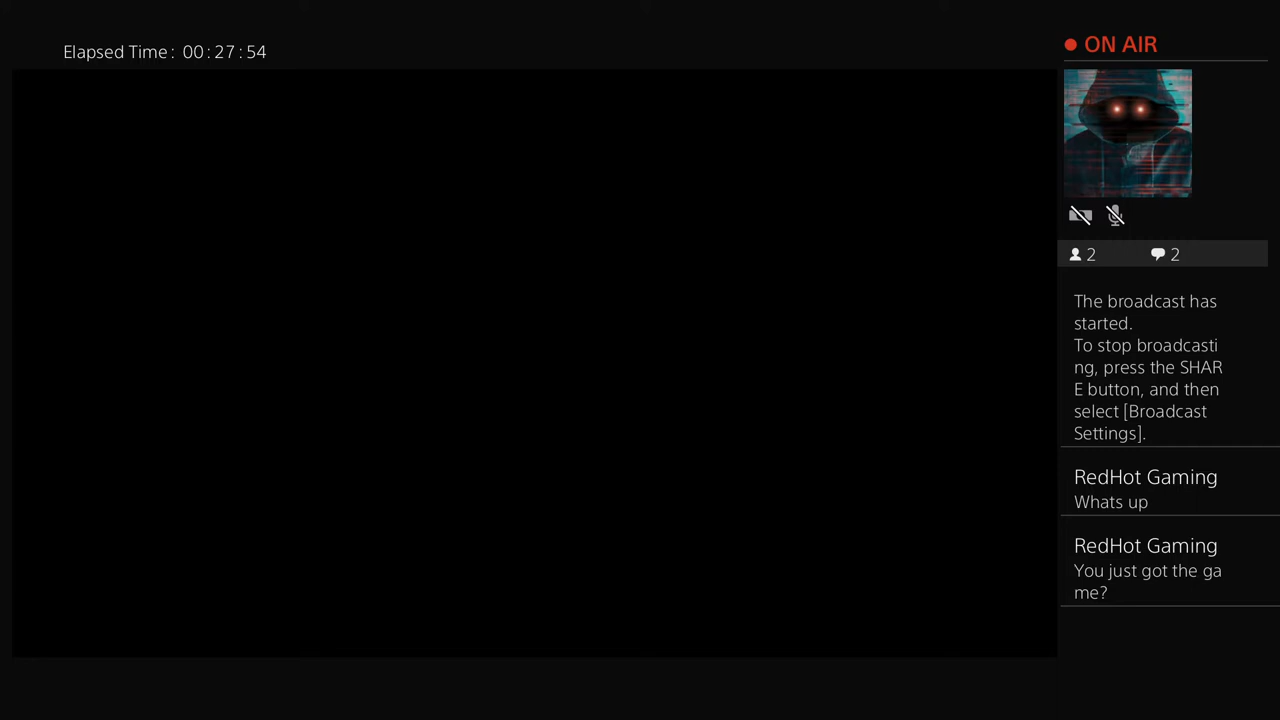 Elapsed Time: 00:27:54
ON AIR
2 2
The broadcast has
started.
To stop broadcasti
ng, press the SHAR
E button, and then
select [Broadcast
Settings].
RedHot Gaming
Whats up
RedHot Gaming
You just got the ga
me?